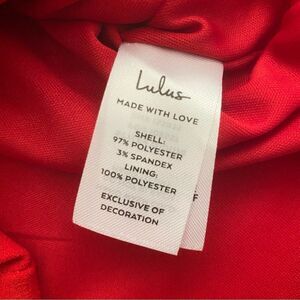 Lulus
MADE WITH LOVE
SHELL:
97% POLYESTER
3% SPANDEX
LINING:
100% POLYESTER
EXCLUSIVE OF
DECORATION
F